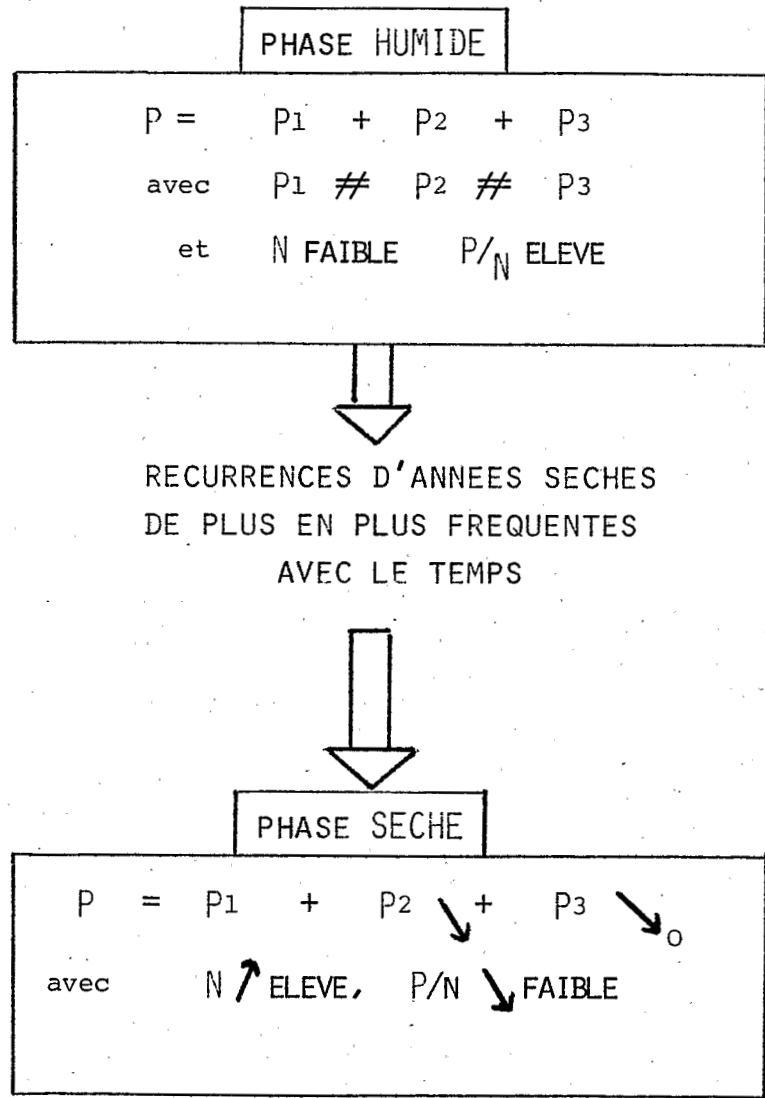 PHASE HUMIDE
P = P1 + P2 + P3
avec P1 # P2 # P3
et N FAIBLE P/N ELEVE
RECURRENCES D'ANNEES SECHES
DE PLUS EN PLUS FREQUENTES
AVEC LE TEMPS
PHASE SECHE
P = P1 + P2 ↘ + P3 ↘ o
avec N ↗ ELEVE, P/N ↘ FAIBLE